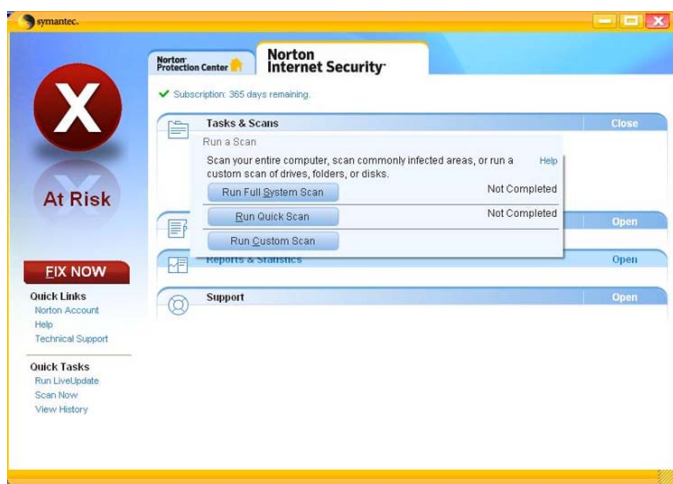 symantec.
Norton
Protection Center
Norton
Internet Security
Subscription: 365 days remaining.
X
At Risk
FIX NOW
Quick Links
Norton Account
Help
Technical Support
Quick Tasks
Run LiveUpdate
Scan Now
View History
Tasks & Scans Close
Run a Scan
Scan your entire computer, scan commonly infected areas, or run a Help
custom scan of drives, folders, or disks.
Run Full System Scan Not Completed
Run Quick Scan Not Completed
Run Custom Scan
Open
Reports & Statistics Open
Support Open